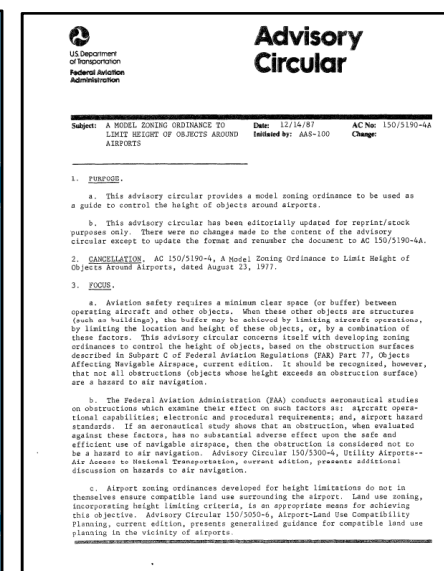 U.S. Department
of Transportation
Federal Aviation
Administration
Advisory
Circular
Subject: A MODEL ZONING ORDINANCE TO
LIMIT HEIGHT OF OBJECTS AROUND
AIRPORTS
Date: 12/14/87
Initiated by: AAS-100
AC No: 150/5190-4A
Change:
1. PURPOSE.
a. This advisory circular provides a model zoning ordinance to be used as
a guide to control the height of objects around airports.
b. This advisory circular has been editorially updated for reprint/stock
purposes only. There were no changes made to the content of the advisory
circular except to update the format and renumber the document to AC 150/5190-4A.
2. CANCELLATION. AC 150/5190-4, A Model Zoning Ordinance to Limit Height of
Objects Around Airports, dated August 23, 1977.
3. FOCUS.
a. Aviation safety requires a minimum clear space (or buffer) between
operating aircraft and other objects. When these other objects are structures
(such as buildings), the buffer may be achieved by limiting aircraft operations,
by limiting the location and height of these objects, or, by a combination of
these factors. This advisory circular concerns itself with developing zoning
ordinances to control the height of objects, based on the obstruction surfaces
described in Subpart C of Federal Aviation Regulations (FAR) Part 77, Objects
Affecting Navigable Airspace, current edition. It should be recognized, however,
that not all obstructions (objects whose height exceeds an obstruction surface)
are a hazard to air navigation.
b. The Federal Aviation Administration (FAA) conducts aeronautical studies
on obstructions which examine their effect on such factors as: aircraft opera-
tional capabilities; electronic and procedural requirements; and, airport hazard
standards. If an aeronautical study shows that an obstruction, when evaluated
against these factors, has no substantial adverse effect upon the safe and
efficient use of navigable airspace, then the obstruction is considered not to
be a hazard to air navigation. Advisory Circular 150/5300-4, Utility Airports--
Air Access to National Transportation, current edition, presents additional
discussion on hazards to air navigation.
c. Airport zoning ordinances developed for height limitations do not in
themselves ensure compatible land use surrounding the airport. Land use zoning,
incorporating height limiting criteria, is an appropriate means for achieving
this objective. Advisory Circular 150/5050-6, Airport-Land Use Compatibility
Planning, current edition, presents generalized guidance for compatible land use
planning in the vicinity of airports.